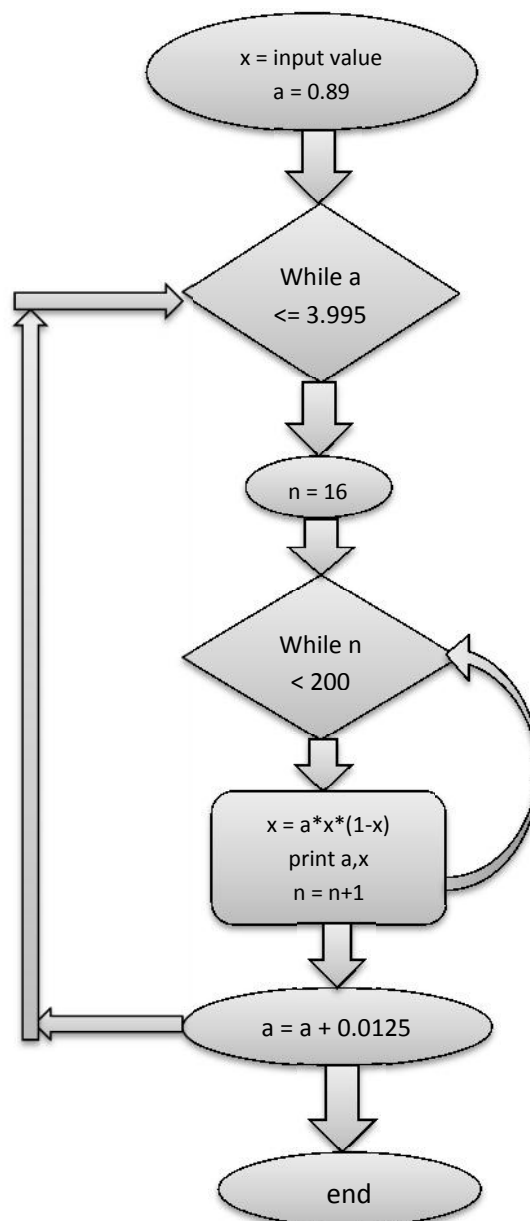 x = input value
a = 0.89
While a
<= 3.995
n = 16
While n
< 200
x = a*x*(1-x)
print a,x
n = n+1
a = a + 0.0125
end